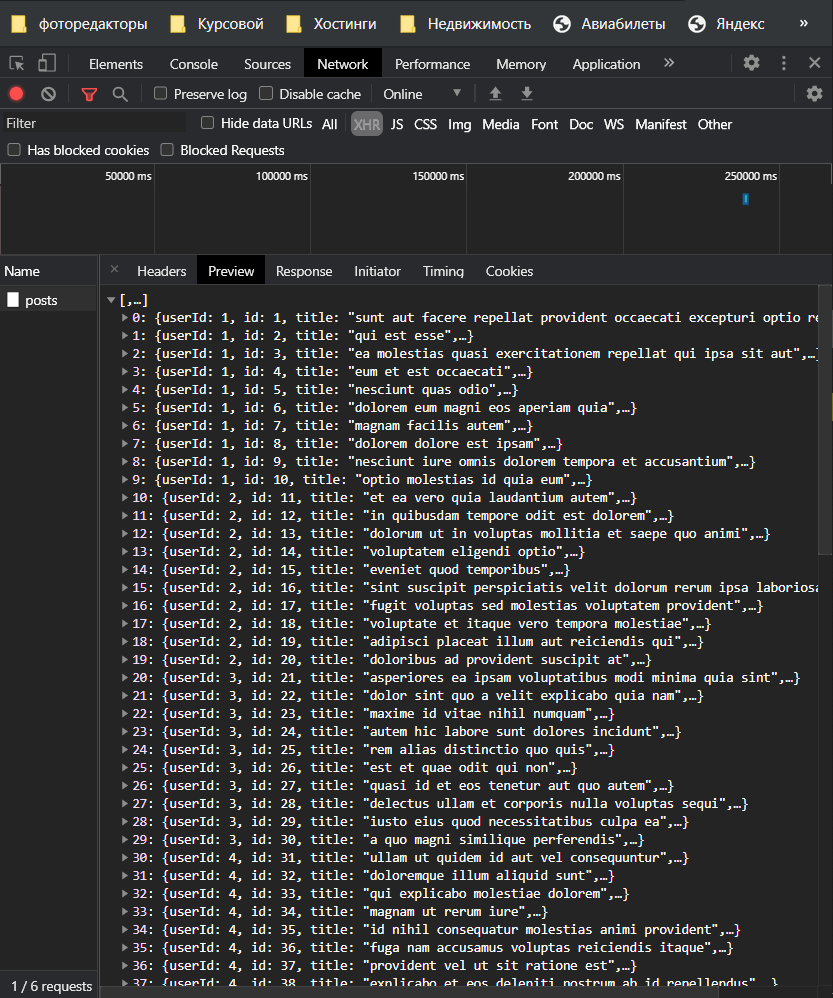 фоторедакторы Курсовой Хостинги Недвижимость Авиабилеты Яндекс »
Elements Console Sources Network Performance Memory Application »
Preserve log Disable cache Online
Filter Hide data URLs All XHR JS CSS Img Media Font Doc WS Manifest Other
Has blocked cookies Blocked Requests
50000 ms 100000 ms 150000 ms 200000 ms 250000 ms
Name × Headers Preview Response Initiator Timing Cookies
posts
[,…]
0: {userId: 1, id: 1, title: "sunt aut facere repellat provident occaecati excepturi optio re
1: {userId: 1, id: 2, title: "qui est esse",…}
2: {userId: 1, id: 3, title: "ea molestias quasi exercitationem repellat qui ipsa sit aut",…}
3: {userId: 1, id: 4, title: "eum et est occaecati",…}
4: {userId: 1, id: 5, title: "nesciunt quas odio",…}
5: {userId: 1, id: 6, title: "dolorem eum magni eos aperiam quia",…}
6: {userId: 1, id: 7, title: "magnam facilis autem",…}
7: {userId: 1, id: 8, title: "dolorem dolore est ipsam",…}
8: {userId: 1, id: 9, title: "nesciunt iure omnis dolorem tempora et accusantium",…}
9: {userId: 1, id: 10, title: "optio molestias id quia eum",…}
10: {userId: 2, id: 11, title: "et ea vero quia laudantium autem",…}
11: {userId: 2, id: 12, title: "in quibusdam tempore odit est dolorem",…}
12: {userId: 2, id: 13, title: "dolorum ut in voluptas mollitia et saepe quo animi",…}
13: {userId: 2, id: 14, title: "voluptatem eligendi optio",…}
14: {userId: 2, id: 15, title: "eveniet quod temporibus",…}
15: {userId: 2, id: 16, title: "sint suscipit perspiciatis velit dolorum rerum ipsa laboriosa
16: {userId: 2, id: 17, title: "fugit voluptas sed molestias voluptatem provident",…}
17: {userId: 2, id: 18, title: "voluptate et itaque vero tempora molestiae",…}
18: {userId: 2, id: 19, title: "adipisci placeat illum aut reiciendis qui",…}
19: {userId: 2, id: 20, title: "doloribus ad provident suscipit at",…}
20: {userId: 3, id: 21, title: "asperiores ea ipsam voluptatibus modi minima quia sint",…}
21: {userId: 3, id: 22, title: "dolor sint quo a velit explicabo quia nam",…}
22: {userId: 3, id: 23, title: "maxime id vitae nihil numquam",…}
23: {userId: 3, id: 24, title: "autem hic labore sunt dolores incidunt",…}
24: {userId: 3, id: 25, title: "rem alias distinctio quo quis",…}
25: {userId: 3, id: 26, title: "est et quae odit qui non",…}
26: {userId: 3, id: 27, title: "quasi id et eos tenetur aut quo autem",…}
27: {userId: 3, id: 28, title: "delectus ullam et corporis nulla voluptas sequi",…}
28: {userId: 3, id: 29, title: "iusto eius quod necessitatibus culpa ea",…}
29: {userId: 3, id: 30, title: "a quo magni similique perferendis",…}
30: {userId: 4, id: 31, title: "ullam ut quidem id aut vel consequuntur",…}
31: {userId: 4, id: 32, title: "doloremque illum aliquid sunt",…}
32: {userId: 4, id: 33, title: "qui explicabo molestiae dolorem",…}
33: {userId: 4, id: 34, title: "magnam ut rerum iure",…}
34: {userId: 4, id: 35, title: "id nihil consequatur molestias animi provident",…}
35: {userId: 4, id: 36, title: "fuga nam accusamus voluptas reiciendis itaque",…}
36: {userId: 4, id: 37, title: "provident vel ut sit ratione est",…}
37: {userId: 4, id: 38, title: "explicabo et eos deleniti nostrum ab id repellendus",…}
1 / 6 requests